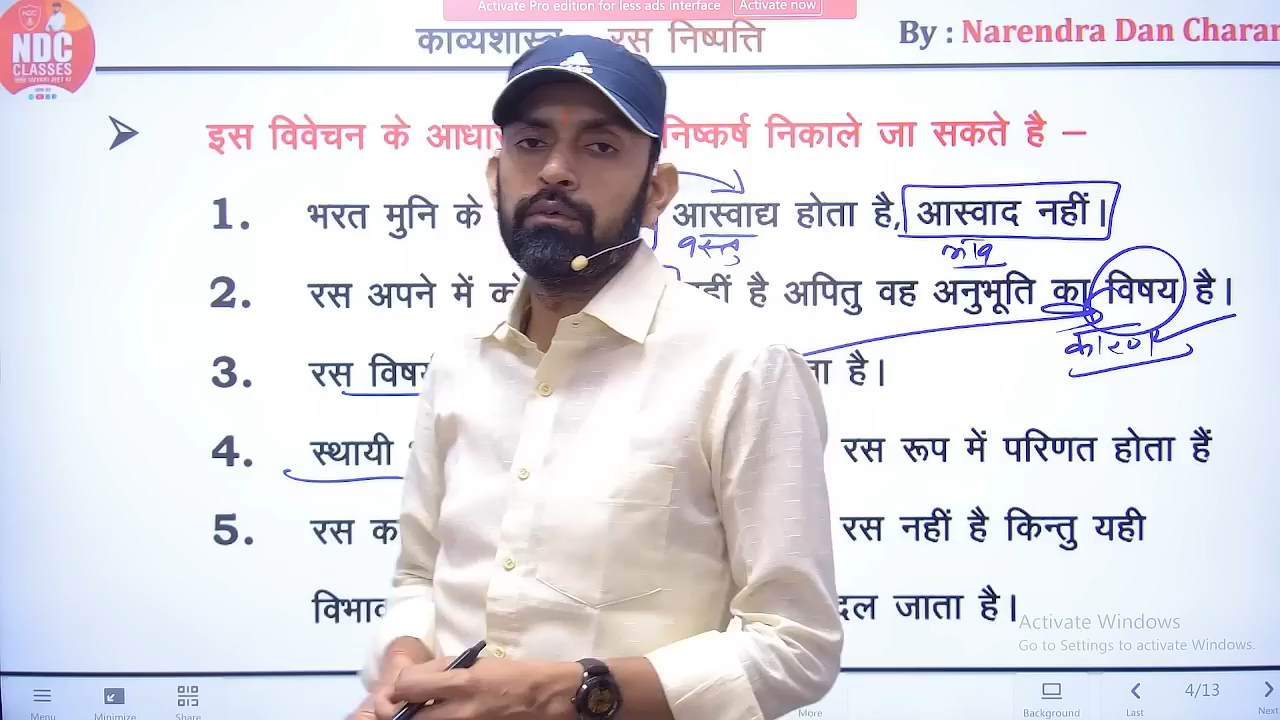 Activate Pro edition for less ads interface Activate now
NDC
CLASSES
काव्यशास्त्र रस निष्पत्ति
By : Narendra Dan Charan
इस विवेचन के आधार निष्कर्ष निकाले जा सकते है –
1. भरत मुनि के आस्वाद्य होता है, आस्वाद नहीं।
वस्तु भाव
2. रस अपने में है अपितु वह अनुभूति का विषय है।
कारण
3. रस है।
4. स्थायी रस रूप में परिणत होता हैं
5. रस रस नहीं है किन्तु यही
जाता है।
Activate Windows
Go to Settings to activate Windows.
Menu Minimize Share More Background Last 4/13 Next